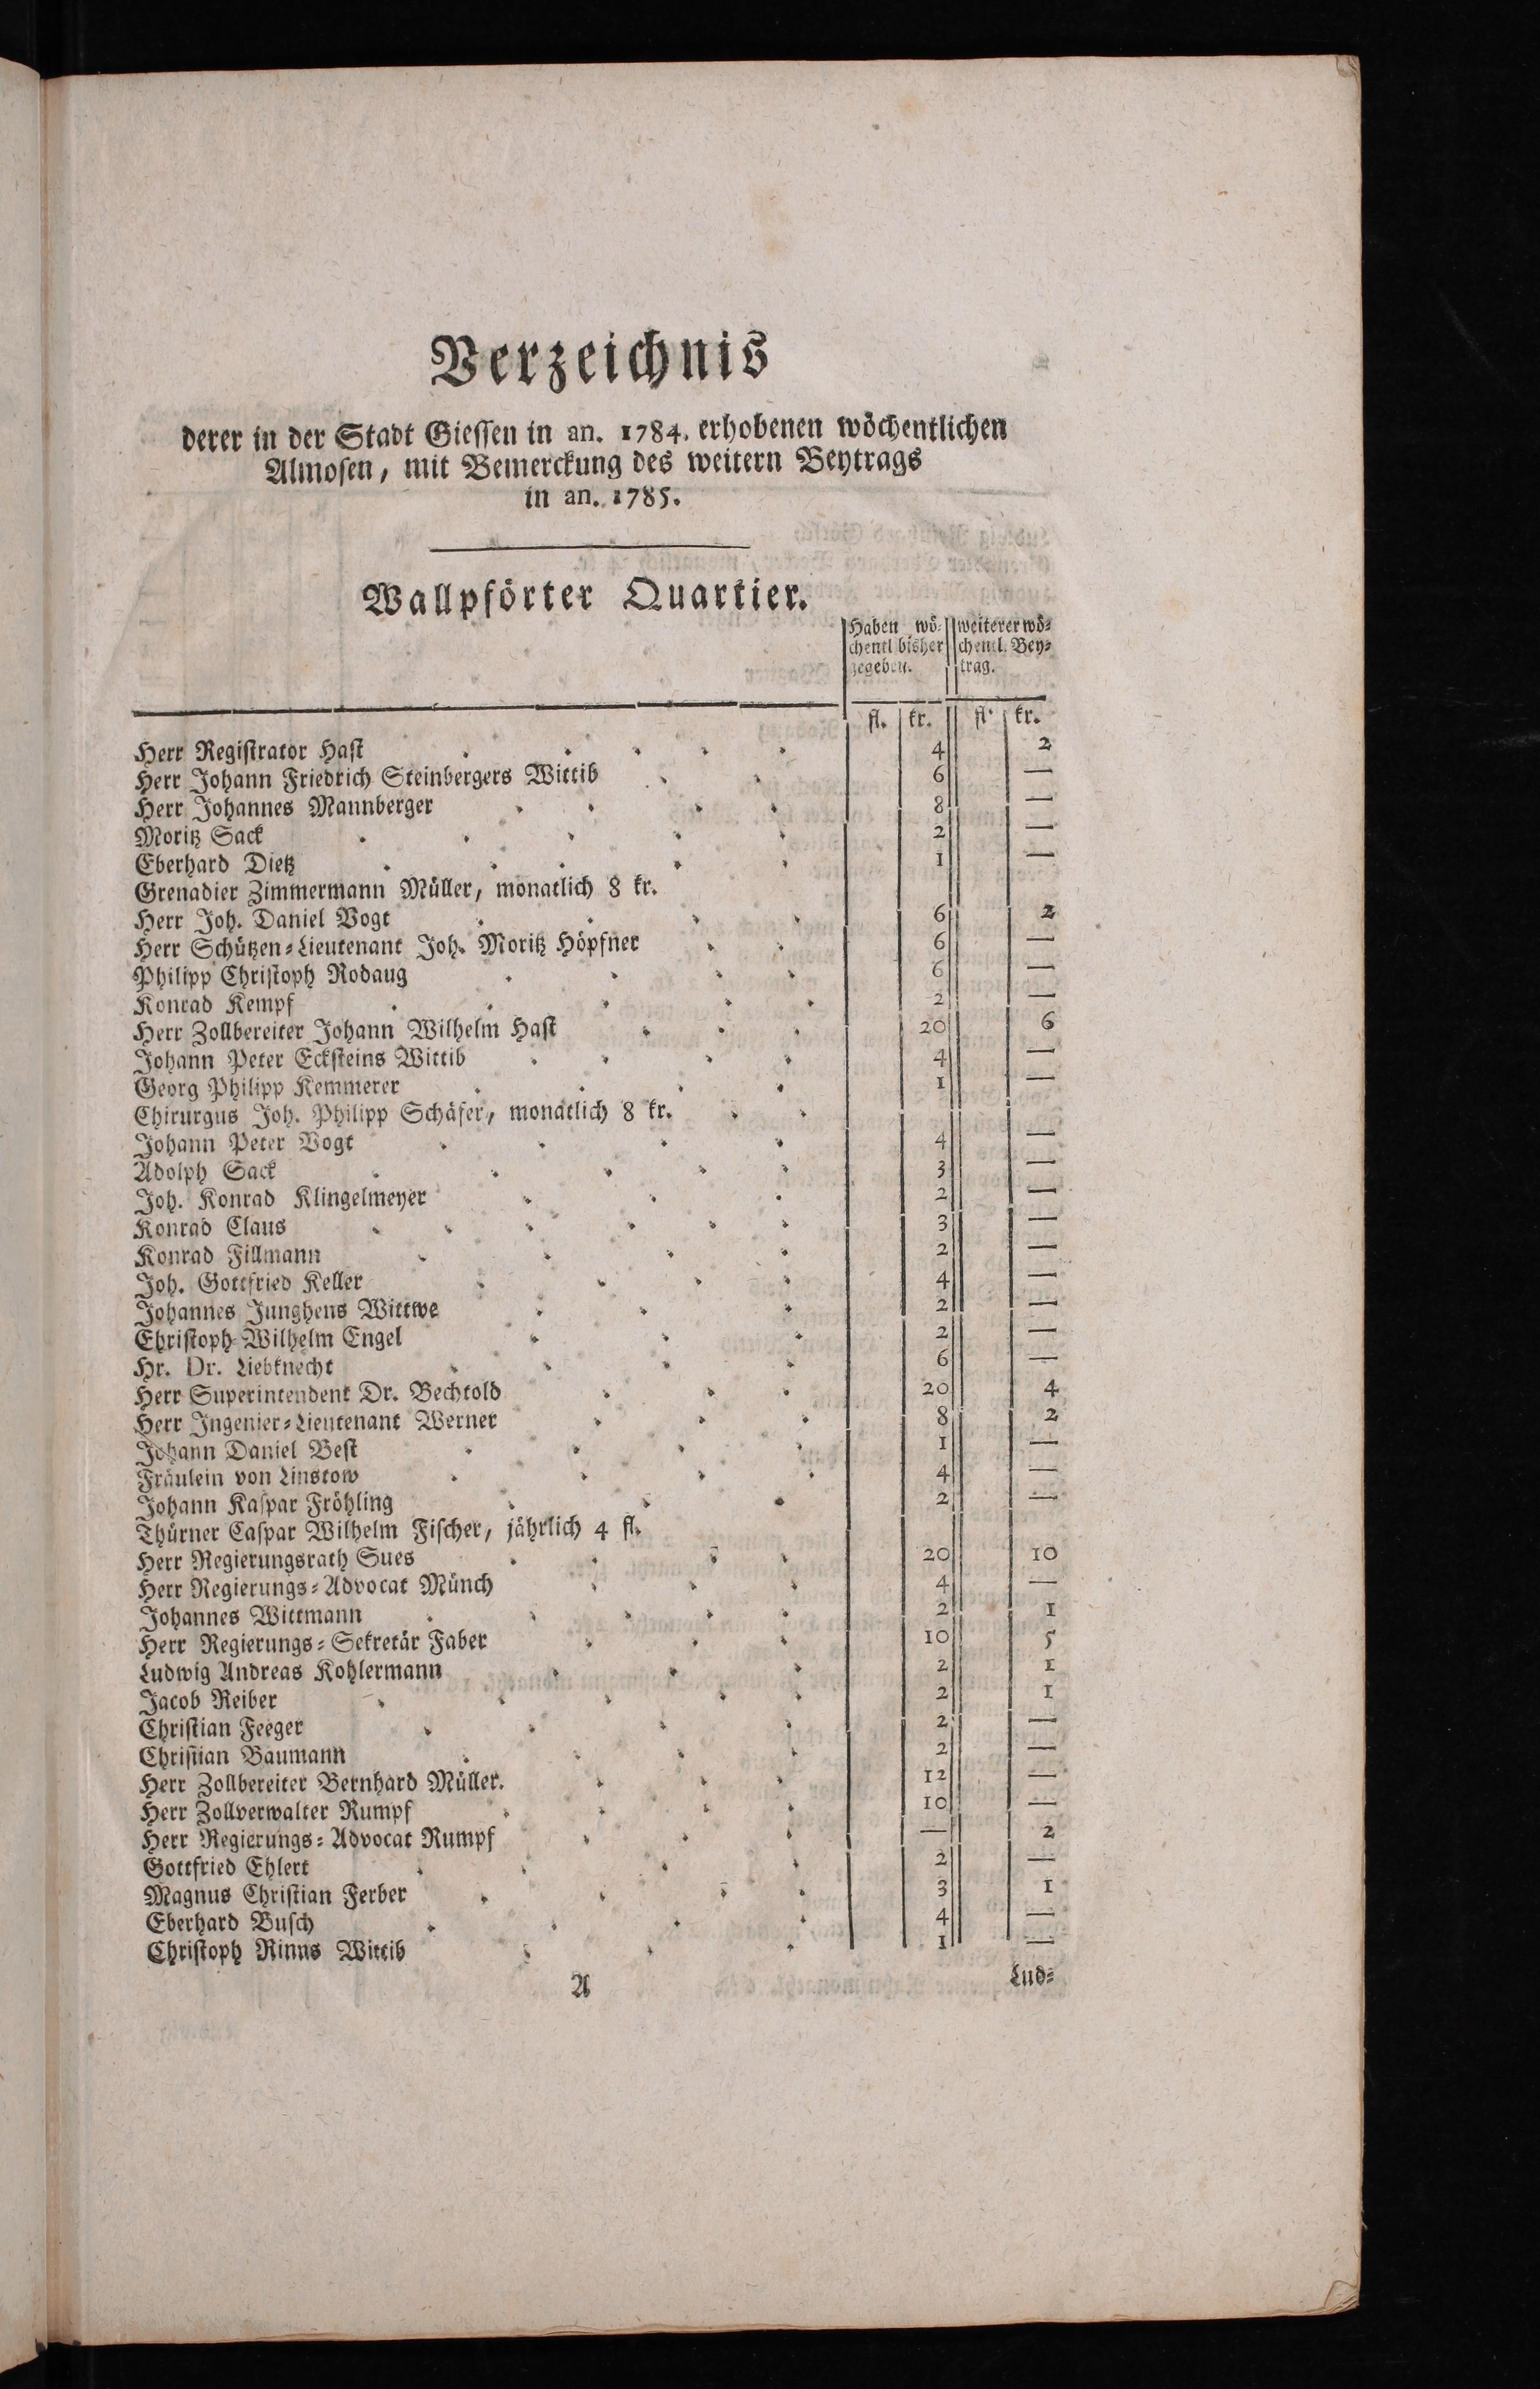 Verzeichnis
derer in der Stadt Giessen in an. 1784. erhobenen wöchentlichen
Almosen, mit Bemerckung des weitern Beytrags
in an. 1785.
Wallpförter Quartier.
Haben wö- weiterer wö-
chentl bisher chentl. Bey-
gegeben. trag.
fl. kr. fl. kr.
Herr Registrator Hast 4 2
Herr Johann Friedrich Steinbergers Wittib 6 —
Herr Johannes Mannberger 8 —
Moritz Sack 2 —
Eberhard Dietz 1 —
Grenadier Zimmermann Müller, monatlich 8 kr.
Herr Joh. Daniel Vogt 6 2
Herr Schützen-Lieutenant Joh. Moritz Höpfner 6 —
Philipp Christoph Rodaug 6 —
Konrad Kempf 2 —
Herr Zollbereiter Johann Wilhelm Hast 20 6
Johann Peter Ecksteins Wittib 4 —
Georg Philipp Kemmerer 1 —
Chirurgus Joh. Philipp Schäfer, monatlich 8 kr.
Johann Peter Vogt 4 —
Adolph Sack 3 —
Joh. Konrad Klingelmeyer 2 —
Konrad Claus 3 —
Konrad Fillmann 2 —
Joh. Gottfried Keller 4 —
Johannes Junghens Wittwe 2 —
Christoph Wilhelm Engel 2 —
Hr. Dr. Liebknecht 6 —
Herr Superintendent Dr. Bechtold 20 4
Herr Ingenier-Lieutenant Werner 8 2
Johann Daniel Best 1 —
Fräulein von Linstow 4 —
Johann Kaspar Fröhling 2 —
Thürner Caspar Wilhelm Fischer, jährlich 4 fl.
Herr Regierungsrath Sues 20 10
Herr Regierungs-Advocat Münch 4 —
Johannes Wittmann 2 1
Herr Regierungs-Sekretär Faber 10 5
Ludwig Andreas Kohlermann 2 1
Jacob Reiber 2 1
Christian Feeger 2 —
Christian Baumann 2 —
Herr Zollbereiter Bernhard Müller. 12 —
Herr Zollverwalter Rumpf 10 —
Herr Regierungs-Advocat Rumpf — 2
Gottfried Ehlert 2 —
Magnus Christian Ferber 3 1
Eberhard Busch 4 —
Christoph Rinns Wittib 1 —
A Lud-